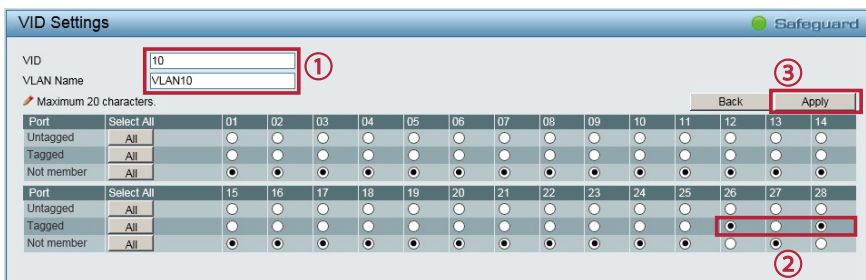 VID Settings Safeguard
VID 10 ①
VLAN Name VLAN10 ③
Maximum 20 characters. Back Apply
Port Select All 01 02 03 04 05 06 07 08 09 10 11 12 13 14
Untagged All
Tagged All
Not member All
Port Select All 15 16 17 18 19 20 21 22 23 24 25 26 27 28
Untagged All
Tagged All
Not member All
②